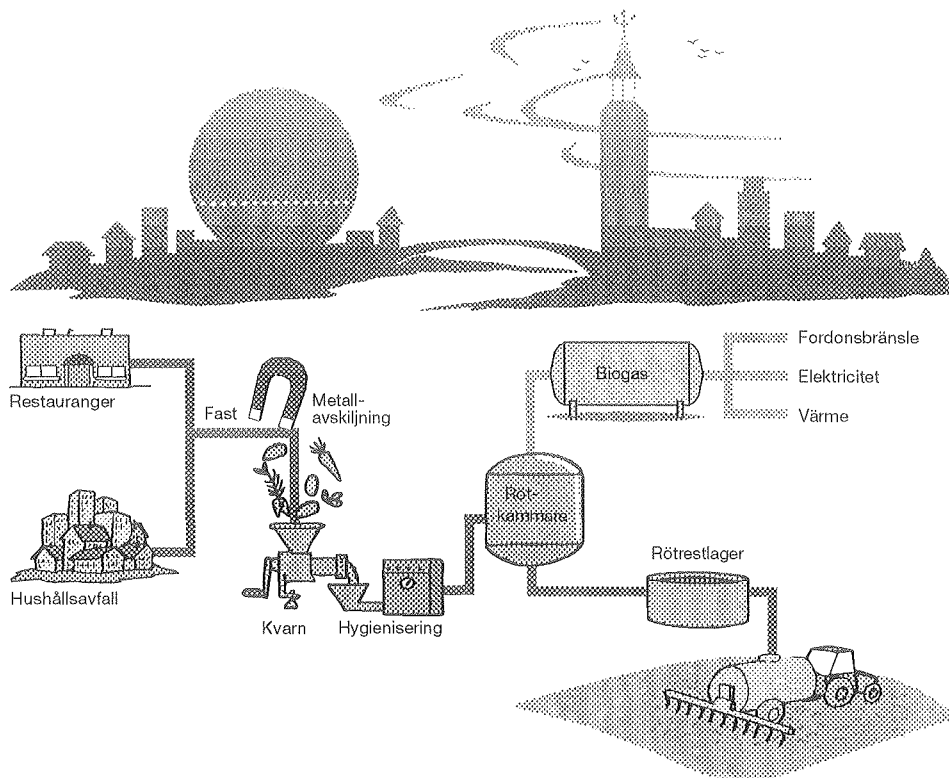 Restauranger
Fast
Metall-
avskiljning
Biogas
Fordonsbränsle
Elektricitet
Värme
Hushållsavfall
Kvarn
Hygienisering
Röt-
kammare
Rötrestlager